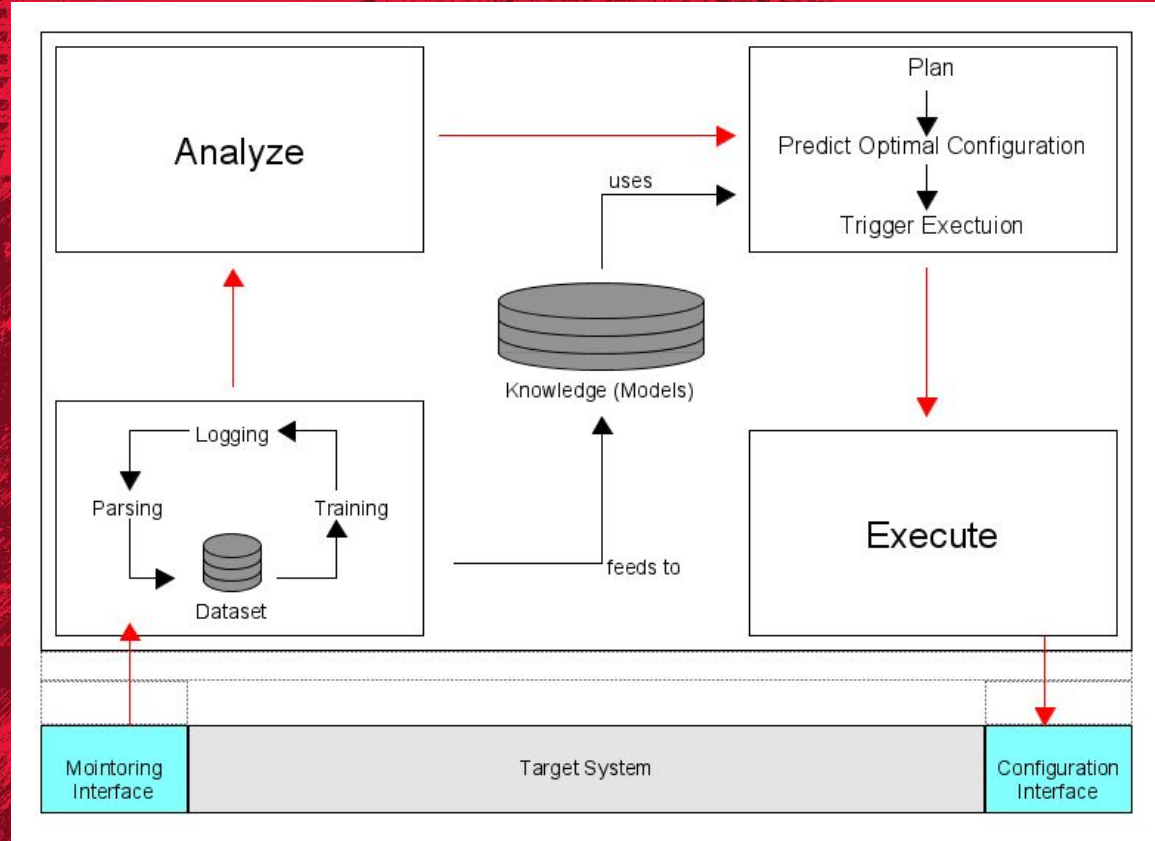 Analyze
Plan
Predict Optimal Configuration
Trigger Exectuion
uses
Knowledge (Models)
Logging
Parsing
Training
Dataset
feeds to
Execute
Mointoring
Interface
Target System
Configuration
Interface